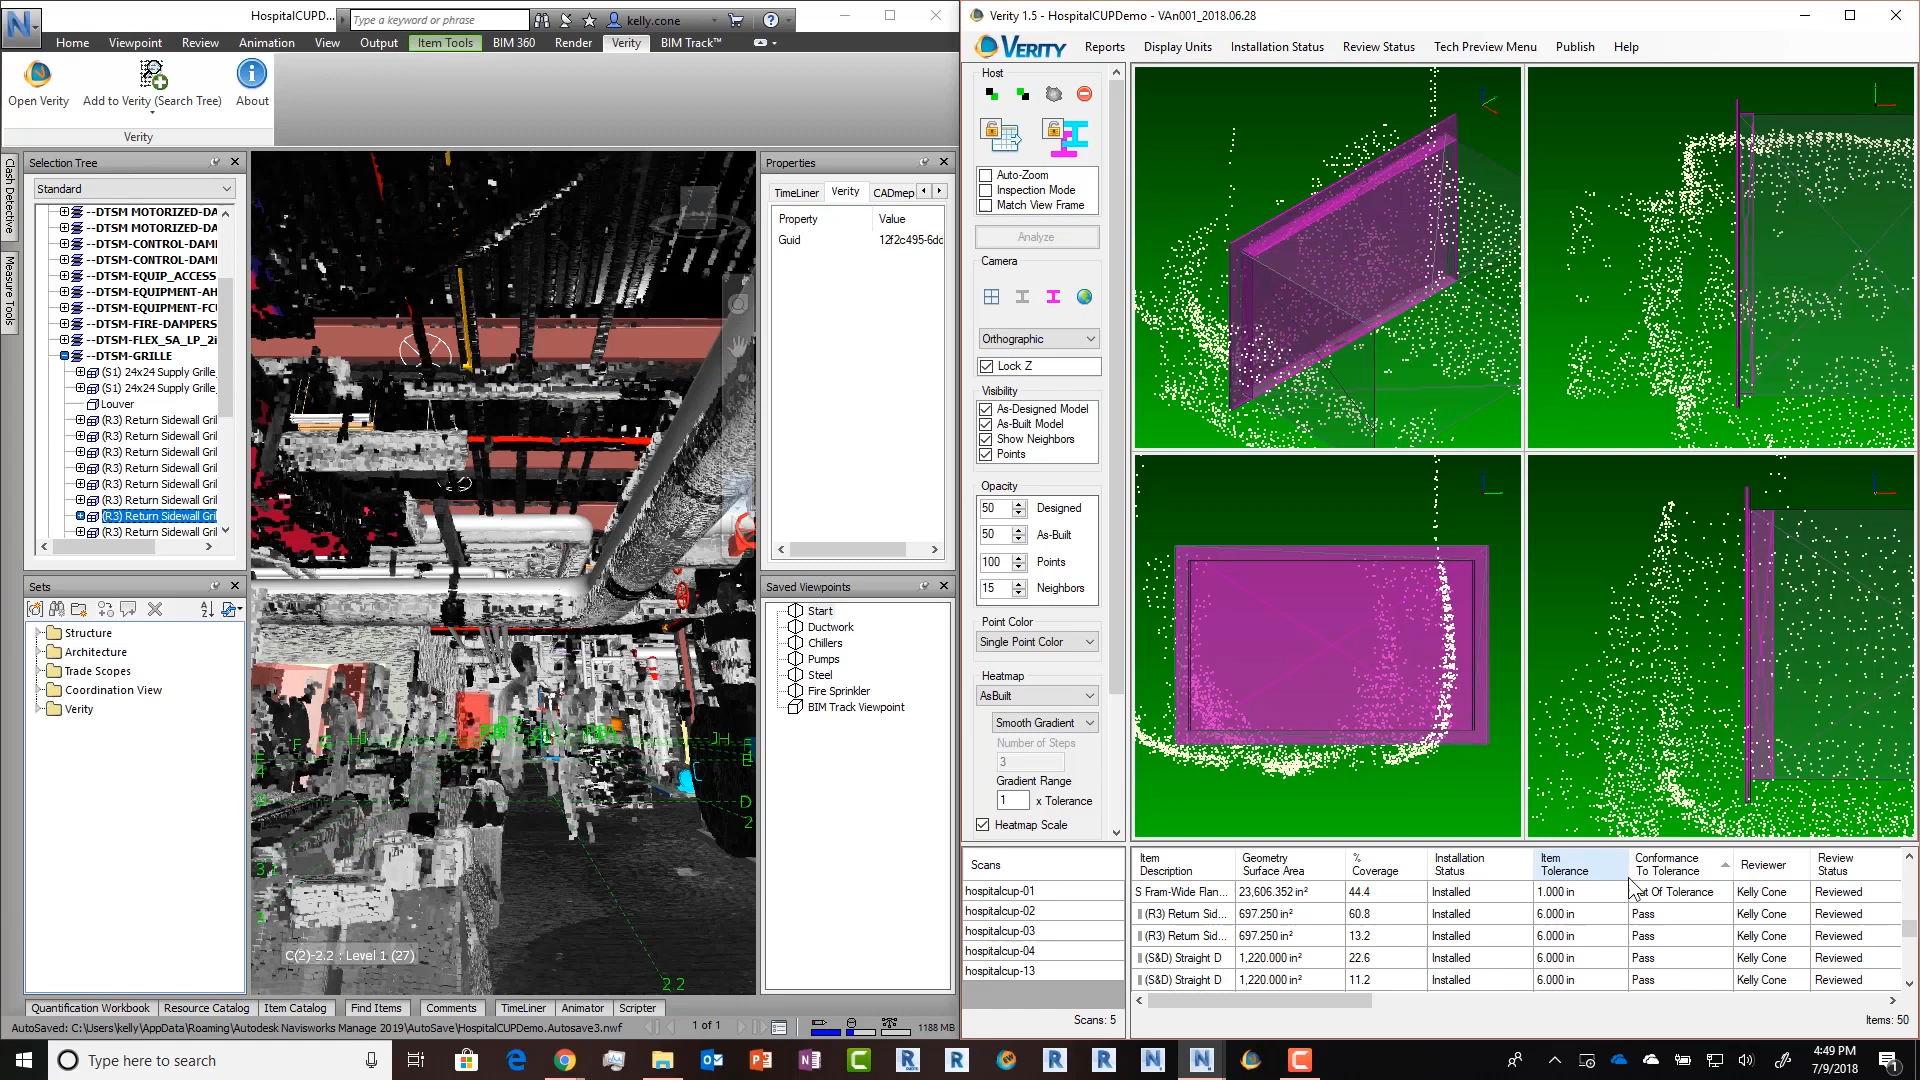 HospitalCUPD...
Type a keyword or phrase
kelly.cone
Home
Viewpoint
Review
Animation
View
Output
Item Tools
BIM 360
Render
Verity
BIM Track™
Open Verity
Add to Verity (Search Tree)
About
Verity
Clash Detective
Measure Tools
Selection Tree
Standard
--DTSM MOTORIZED-DA
--DTSM MOTORIZED-DA
--DTSM-CONTROL-DAMI
--DTSM-CONTROL-DAMI
--DTSM-EQUIP_ACCESS
--DTSM-EQUIPMENT-AH
--DTSM-EQUIPMENT-FCU
--DTSM-FIRE-DAMPERS
--DTSM-FLEX_SA_LP_2i
--DTSM-GRILLE
(S1) 24x24 Supply Grille
(S1) 24x24 Supply Grille
Louver
(R3) Return Sidewall Gril
(R3) Return Sidewall Gril
(R3) Return Sidewall Gril
(R3) Return Sidewall Gril
(R3) Return Sidewall Gril
(R3) Return Sidewall Gril
(R3) Return Sidewall Gril
(R3) Return Sidewall Gril
Sets
Structure
Architecture
Trade Scopes
Coordination View
Verity
C(2)-2.2 : Level 1 (27)
2.2
Properties
TimeLiner
Verity
CADmep
Property
Value
Guid
12f2c495-6dd
Saved Viewpoints
Start
Ductwork
Chillers
Pumps
Steel
Fire Sprinkler
BIM Track Viewpoint
Quantification Workbook
Resource Catalog
Item Catalog
Find Items
Comments
TimeLiner
Animator
Scripter
AutoSaved: C:\Users\kelly\AppData\Roaming\Autodesk Navisworks Manage 2019\AutoSave\HospitalCUPDemo.Autosave3.nwf
1 of 1
1188 MB
Verity 1.5 - HospitalCUPDemo - VAn001_2018.06.28
VERITY
Reports
Display Units
Installation Status
Review Status
Tech Preview Menu
Publish
Help
Host
Auto-Zoom
Inspection Mode
Match View Frame
Analyze
Camera
Orthographic
Lock Z
Visibility
As-Designed Model
As-Built Model
Show Neighbors
Points
Opacity
50 Designed
50 As-Built
100 Points
15 Neighbors
Point Color
Single Point Color
Heatmap
AsBuilt
Smooth Gradient
Number of Steps
3
Gradient Range
1 x Tolerance
Heatmap Scale
Scans
hospitalcup-01
hospitalcup-02
hospitalcup-03
hospitalcup-04
hospitalcup-13
Scans: 5
Item Description
Geometry Surface Area
% Coverage
Installation Status
Item Tolerance
Conformance To Tolerance
Reviewer
Review Status
S Fram-Wide Flan... 23,606.352 in² 44.4 Installed 1.000 in Of Tolerance Kelly Cone Reviewed
(R3) Return Sid... 697.250 in² 60.8 Installed 6.000 in Pass Kelly Cone Reviewed
(R3) Return Sid... 697.250 in² 13.2 Installed 6.000 in Pass Kelly Cone Reviewed
(S&D) Straight D 1,220.000 in² 22.6 Installed 6.000 in Pass Kelly Cone Reviewed
(S&D) Straight D 1,220.000 in² 11.2 Installed 6.000 in Pass Kelly Cone Reviewed
Items: 50
Type here to search
4:49 PM
7/9/2018